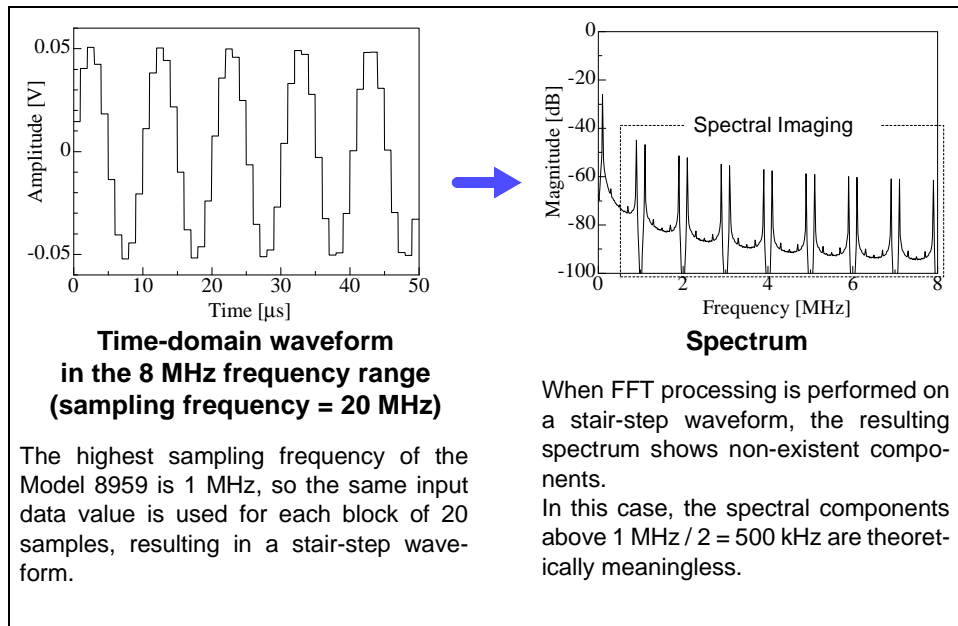 0.05
0
-0.05
Amplitude [V]
0 10 20 30 40 50
Time [μs]
Time-domain waveform
in the 8 MHz frequency range
(sampling frequency = 20 MHz)
The highest sampling frequency of the
Model 8959 is 1 MHz, so the same input
data value is used for each block of 20
samples, resulting in a stair-step wave-
form.
0
-20
-40
-60
-80
-100
Magnitude [dB]
Spectral Imaging
0 2 4 6 8
Frequency [MHz]
Spectrum
When FFT processing is performed on
a stair-step waveform, the resulting
spectrum shows non-existent compo-
nents.
In this case, the spectral components
above 1 MHz / 2 = 500 kHz are theoret-
ically meaningless.